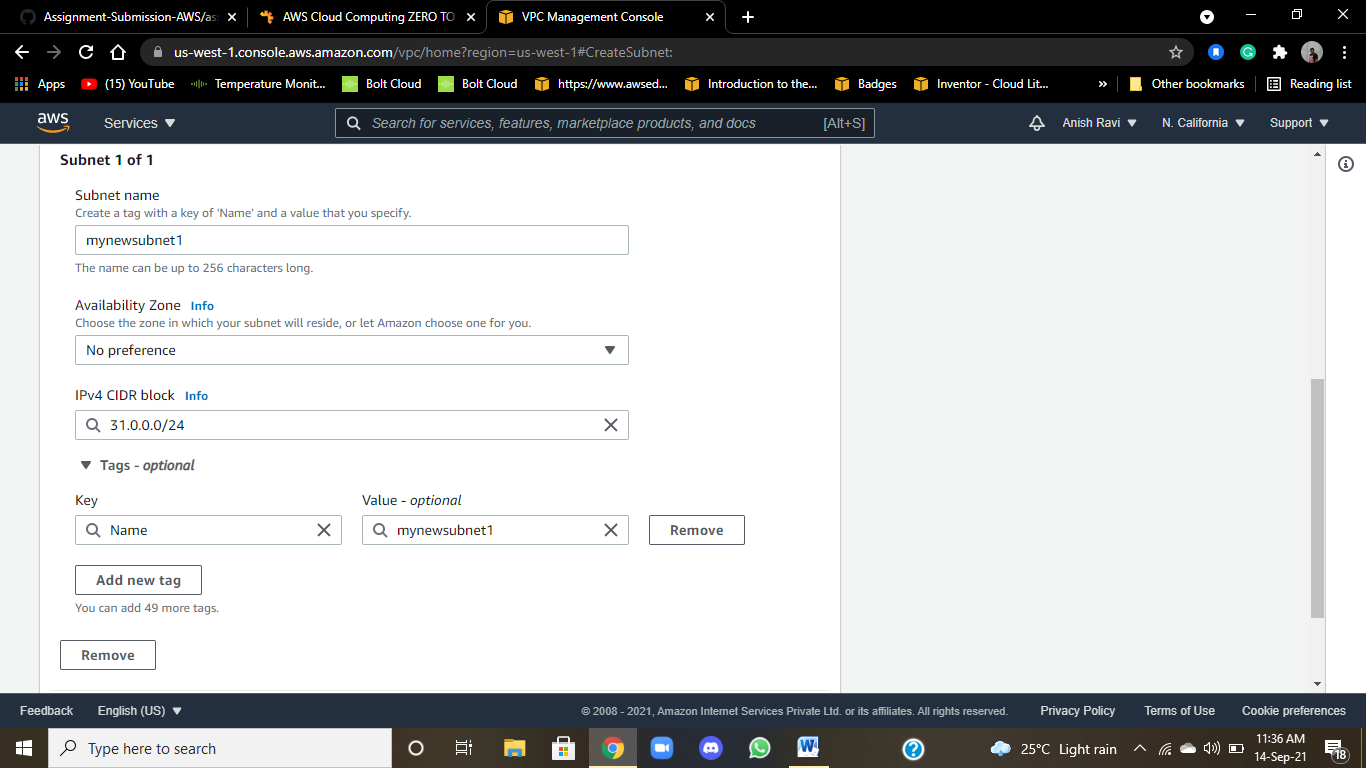 Assignment-Submission-AWS/as
AWS Cloud Computing ZERO TO
VPC Management Console
us-west-1.console.aws.amazon.com/vpc/home?region=us-west-1#CreateSubnet:
Apps
(15) YouTube
Temperature Monit...
Bolt Cloud
Bolt Cloud
https://www.awsed...
Introduction to the...
Badges
Inventor - Cloud Lit...
»
Other bookmarks
Reading list
aws
Services
Search for services, features, marketplace products, and docs
[Alt+S]
Anish Ravi
N. California
Support
Subnet 1 of 1
Subnet name
Create a tag with a key of 'Name' and a value that you specify.
mynewsubnet1
The name can be up to 256 characters long.
Availability Zone Info
Choose the zone in which your subnet will reside, or let Amazon choose one for you.
No preference
IPv4 CIDR block Info
31.0.0.0/24
Tags - optional
Key
Value - optional
Name
mynewsubnet1
Remove
Add new tag
You can add 49 more tags.
Remove
Feedback
English (US)
© 2008 - 2021, Amazon Internet Services Private Ltd. or its affiliates. All rights reserved.
Privacy Policy
Terms of Use
Cookie preferences
Type here to search
25°C Light rain
11:36 AM
14-Sep-21
18